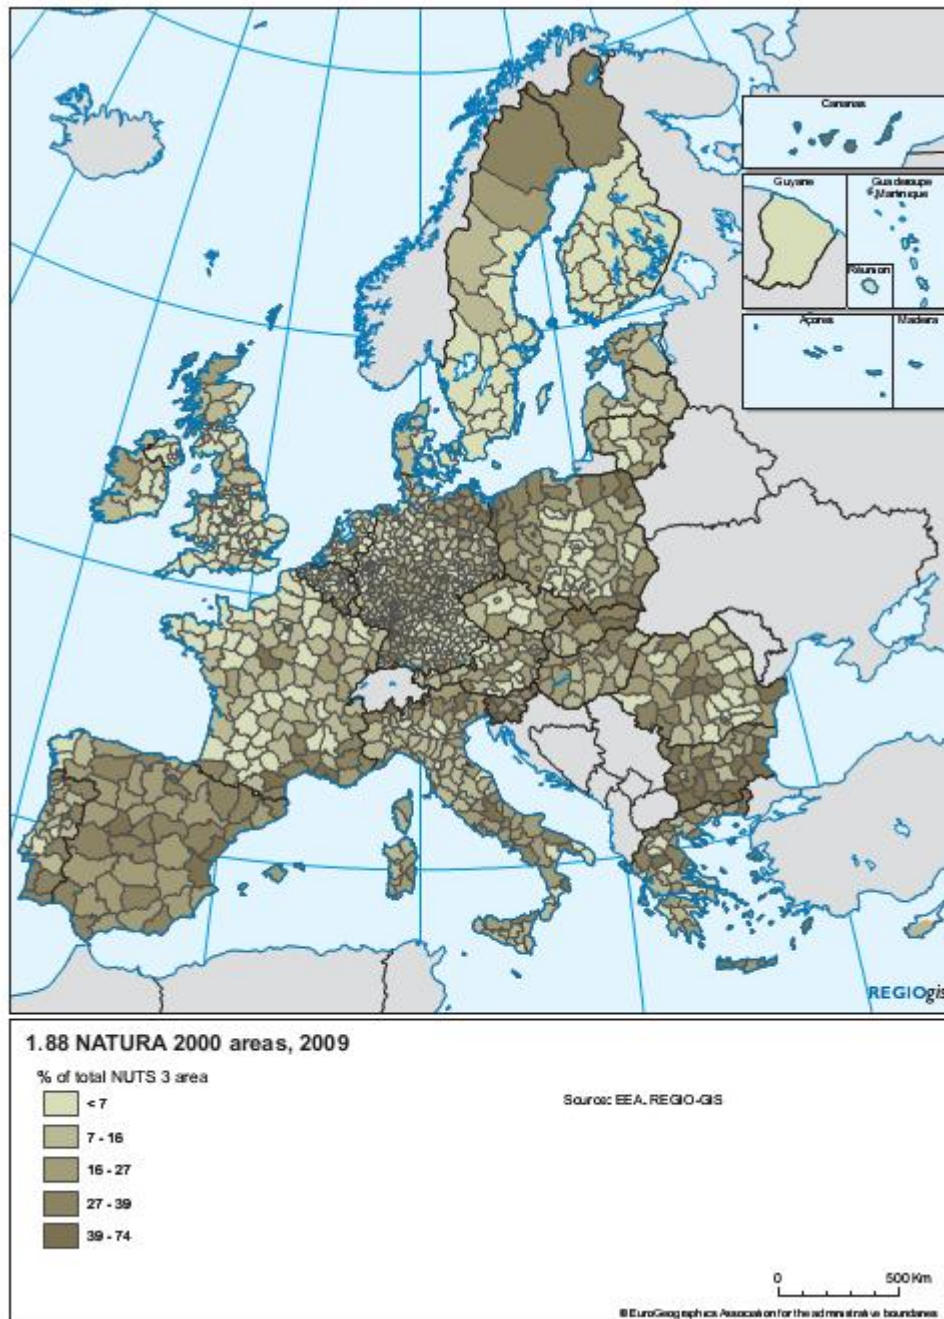 Canarias
Guyane
Guadeloupe
Martinique
Réunion
Açores
Madeira
REGIOgis
1.88 NATURA 2000 areas, 2009
% of total NUTS 3 area
Source: EEA. REGIO-GIS
< 7
7 - 16
16 - 27
27 - 39
39 - 74
0 500 Km
© EuroGeographics Association for the administrative boundaries